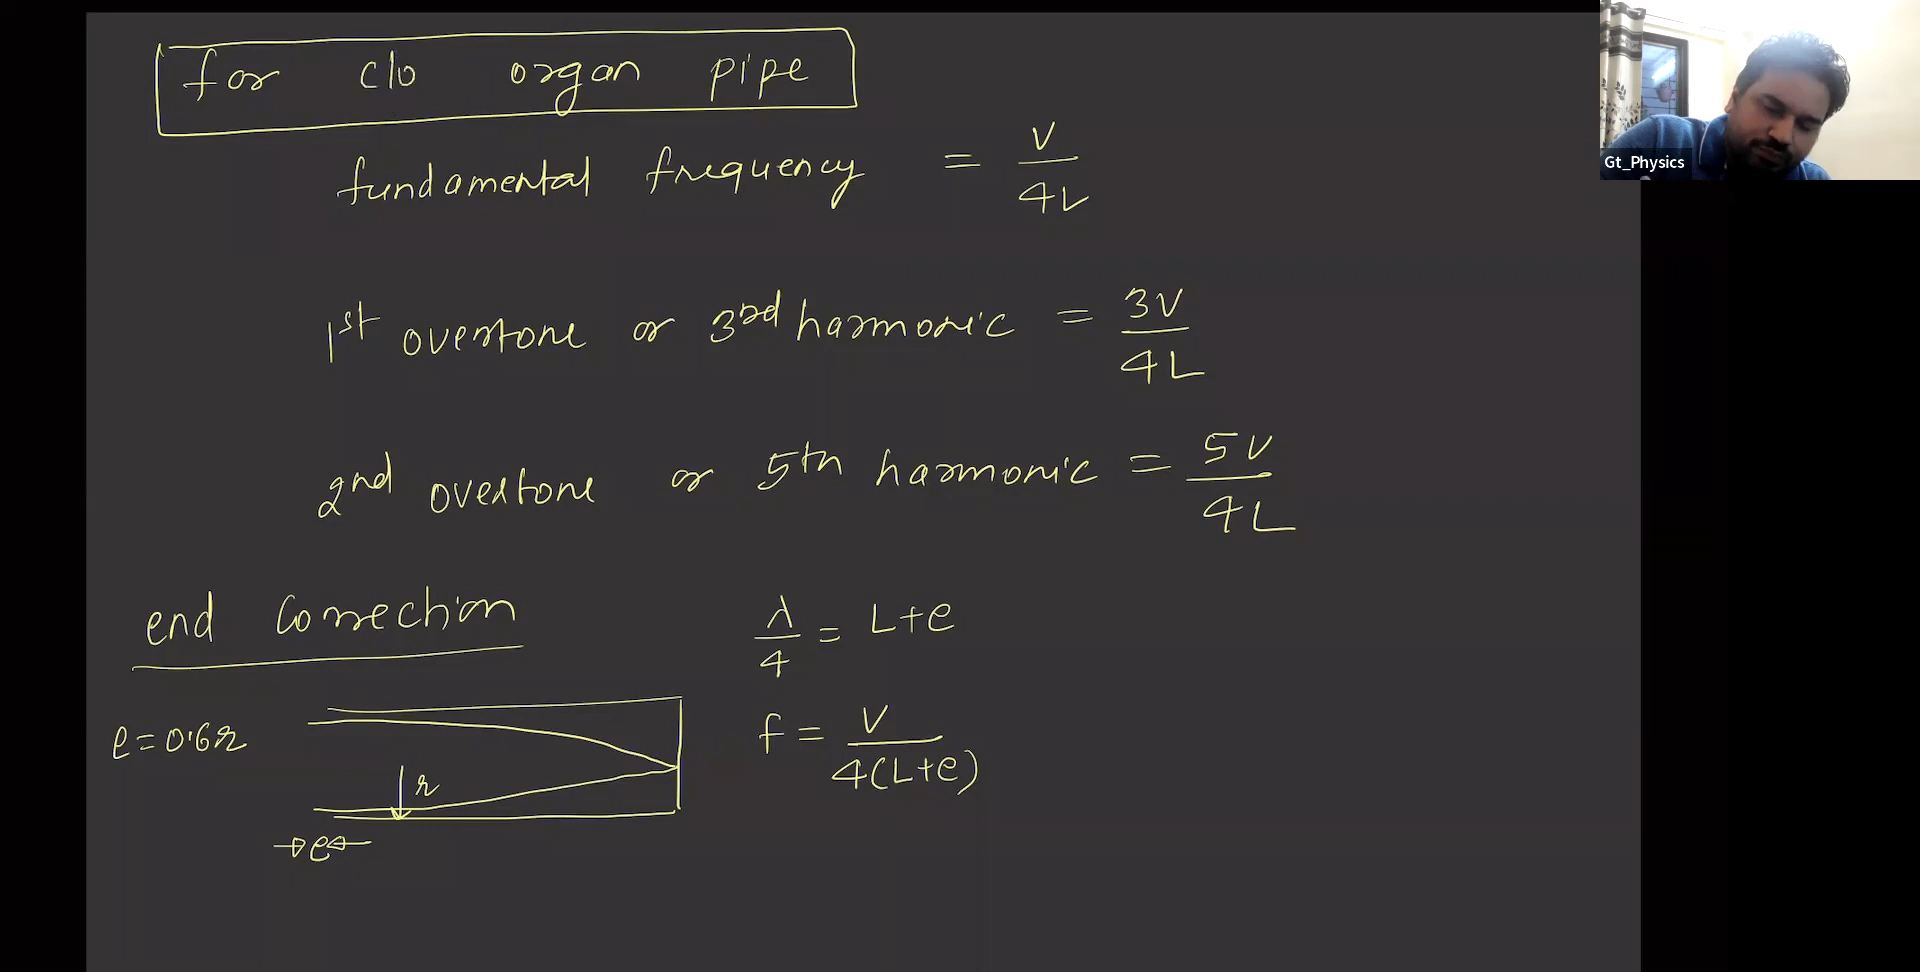 for c/o organ pipe
fundamental frequency = V/4L
1st overtone or 3rd harmonic = 3V/4L
2nd overtone or 5th harmonic = 5V/4L
end correction
λ/4 = L+e
e=0.6r
f = V/4(L+e)
r
e
Gt_Physics